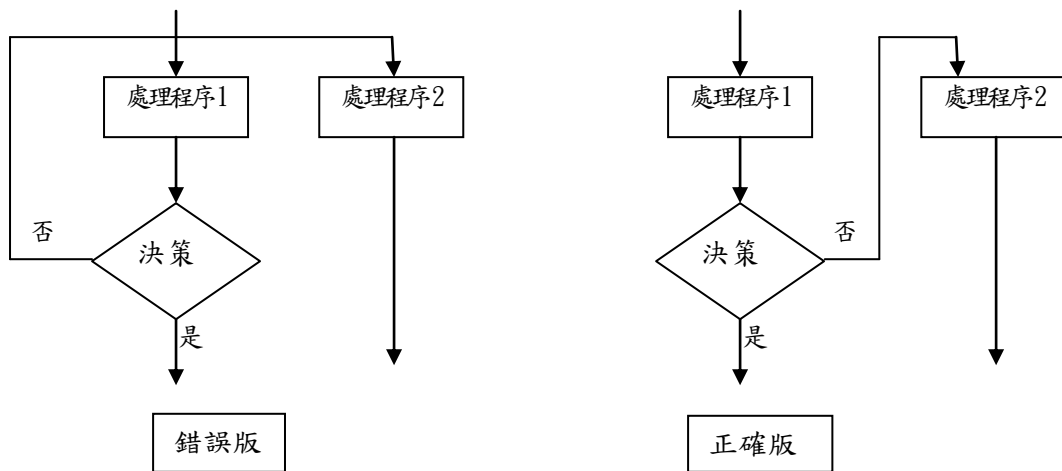 處理程序1
處理程序2
否
決策
是
錯誤版
處理程序1
處理程序2
否
決策
是
正確版